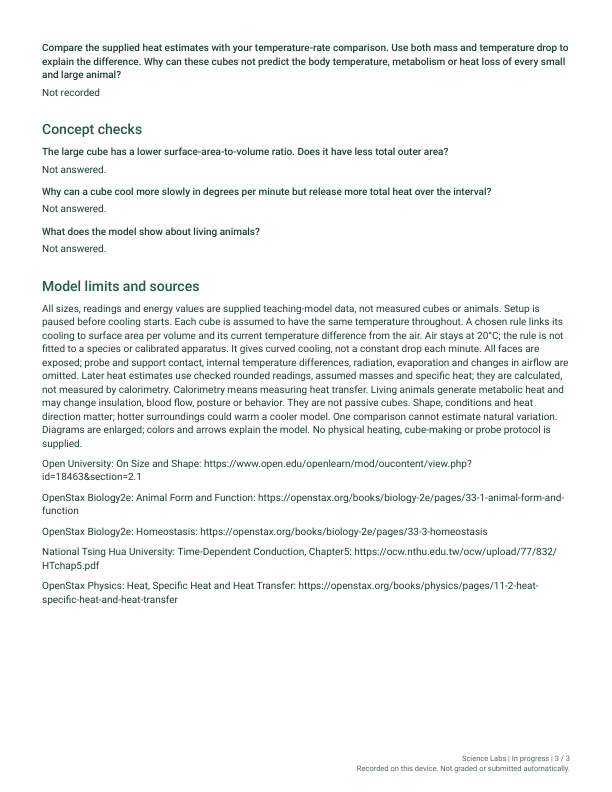 Compare the supplied heat estimates with your temperature-rate comparison. Use both mass and temperature drop to
explain the difference. Why can these cubes not predict the body temperature, metabolism or heat loss of every small
and large animal?
Not recorded
Concept checks
The large cube has a lower surface-area-to-volume ratio. Does it have less total outer area?
Not answered.
Why can a cube cool more slowly in degrees per minute but release more total heat over the interval?
Not answered.
What does the model show about living animals?
Not answered.
Model limits and sources
All sizes, readings and energy values are supplied teaching-model data, not measured cubes or animals. Setup is
paused before cooling starts. Each cube is assumed to have the same temperature throughout. A chosen rule links its
cooling to surface area per volume and its current temperature difference from the air. Air stays at 20°C; the rule is not
fitted to a species or calibrated apparatus. It gives curved cooling, not a constant drop each minute. All faces are
exposed; probe and support contact, internal temperature differences, radiation, evaporation and changes in airflow are
omitted. Later heat estimates use checked rounded readings, assumed masses and specific heat; they are calculated,
not measured by calorimetry. Calorimetry means measuring heat transfer. Living animals generate metabolic heat and
may change insulation, blood flow, posture or behavior. They are not passive cubes. Shape, conditions and heat
direction matter; hotter surroundings could warm a cooler model. One comparison cannot estimate natural variation.
Diagrams are enlarged; colors and arrows explain the model. No physical heating, cube-making or probe protocol is
supplied.
Open University: On Size and Shape: https://www.open.edu/openlearn/mod/oucontent/view.php?
id=18463&section=2.1
OpenStax Biology2e: Animal Form and Function: https://openstax.org/books/biology-2e/pages/33-1-animal-form-and-
function
OpenStax Biology2e: Homeostasis: https://openstax.org/books/biology-2e/pages/33-3-homeostasis
National Tsing Hua University: Time-Dependent Conduction, Chapter5: https://ocw.nthu.edu.tw/ocw/upload/77/832/
HTchap5.pdf
OpenStax Physics: Heat, Specific Heat and Heat Transfer: https://openstax.org/books/physics/pages/11-2-heat-
specific-heat-and-heat-transfer
Science Labs | In progress | 3 / 3
Recorded on this device. Not graded or submitted automatically.